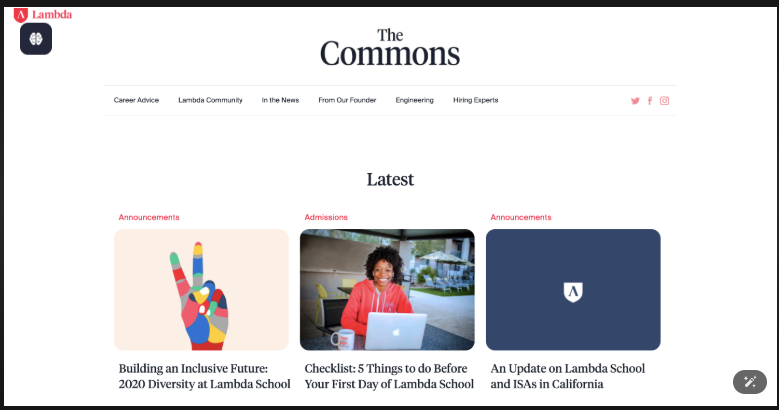 Lambda
The
Commons
Career Advice Lambda Community In the News From Our Founder Engineering Hiring Experts
Latest
Announcements Admissions Announcements
Building an Inclusive Future:
2020 Diversity at Lambda School
Checklist: 5 Things to do Before
Your First Day of Lambda School
An Update on Lambda School
and ISAs in California